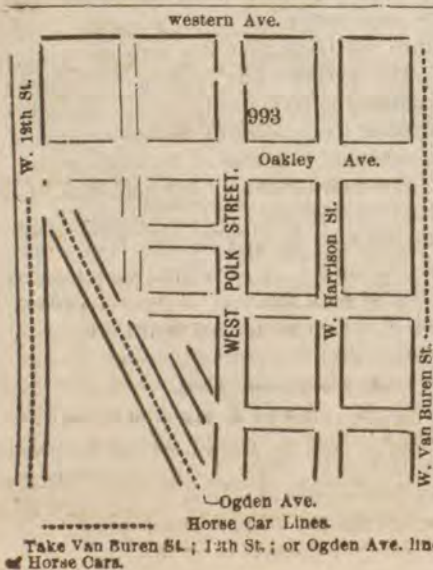 western Ave.
W. 12th St.
993
Oakley Ave.
WEST POLK STREET.
W. Harrison St.
W. Van Buren St.
Ogden Ave.
Horse Car Lines.
Take Van Buren St.; 12th St.; or Ogden Ave. lin
of Horse Cars.